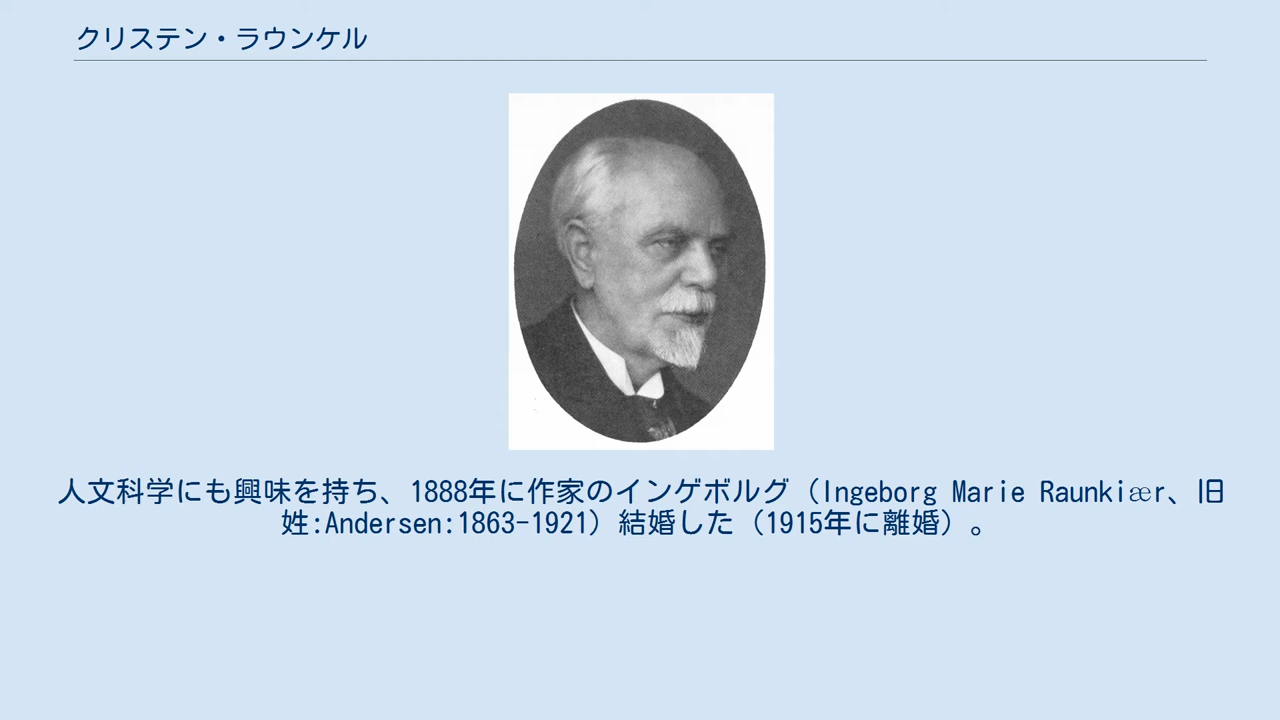 クリステン・ラウンケル
人文科学にも興味を持ち、1888年に作家のインゲボルグ（Ingeborg Marie Raunkiær、旧
姓:Andersen:1863-1921）結婚した（1915年に離婚）。